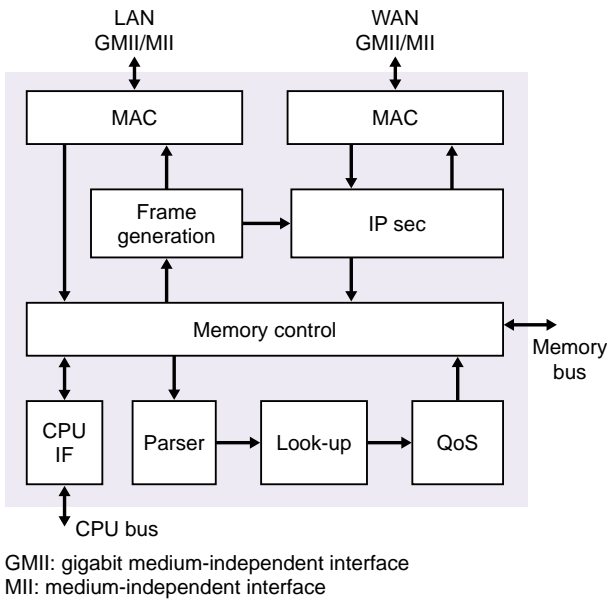 LAN
GMII/MII
WAN
GMII/MII
MAC
MAC
Frame
generation
IP sec
Memory control
Memory
bus
CPU
IF
Parser
Look-up
QoS
CPU bus
GMII: gigabit medium-independent interface
MII: medium-independent interface